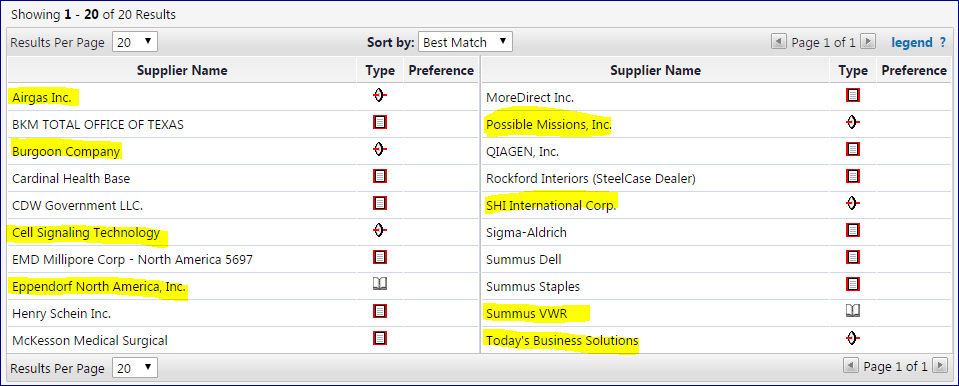 Showing 1 - 20 of 20 Results
Results Per Page 20 Sort by: Best Match Page 1 of 1 legend ?
Supplier Name Type Preference Supplier Name Type Preference
Airgas Inc. MoreDirect Inc.
BKM TOTAL OFFICE OF TEXAS Possible Missions, Inc.
Burgoon Company QIAGEN, Inc.
Cardinal Health Base Rockford Interiors (SteelCase Dealer)
CDW Government LLC. SHI International Corp.
Cell Signaling Technology Sigma-Aldrich
EMD Millipore Corp - North America 5697 Summus Dell
Eppendorf North America, Inc. Summus Staples
Henry Schein Inc. Summus VWR
McKesson Medical Surgical Today's Business Solutions
Results Per Page 20 Page 1 of 1